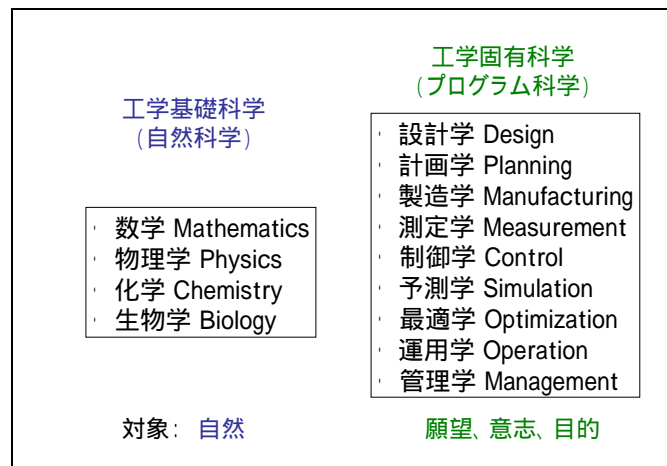 工学基礎科学
(自然科学)
数学 Mathematics
物理学 Physics
化学 Chemistry
生物学 Biology
対象: 自然
工学固有科学
(プログラム科学)
設計学 Design
計画学 Planning
製造学 Manufacturing
測定学 Measurement
制御学 Control
予測学 Simulation
最適学 Optimization
運用学 Operation
管理学 Management
願望、意志、目的